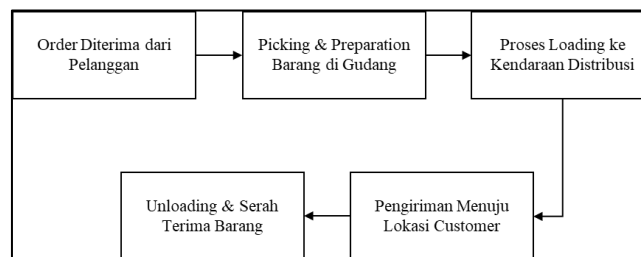 Order Diterima dari
Pelanggan
Picking & Preparation
Barang di Gudang
Proses Loading ke
Kendaraan Distribusi
Pengiriman Menuju
Lokasi Customer
Unloading & Serah
Terima Barang